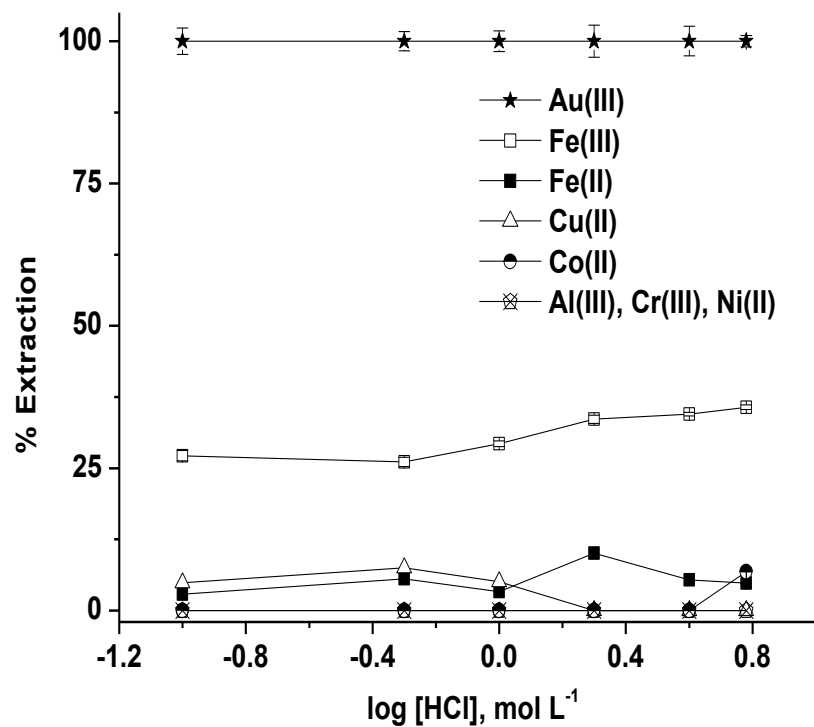 100
75
50
25
0
% Extraction
Au(III)
Fe(III)
Fe(II)
Cu(II)
Co(II)
Al(III), Cr(III), Ni(II)
-1.2 -0.8 -0.4 0.0 0.4 0.8
log [HCl], mol L⁻¹